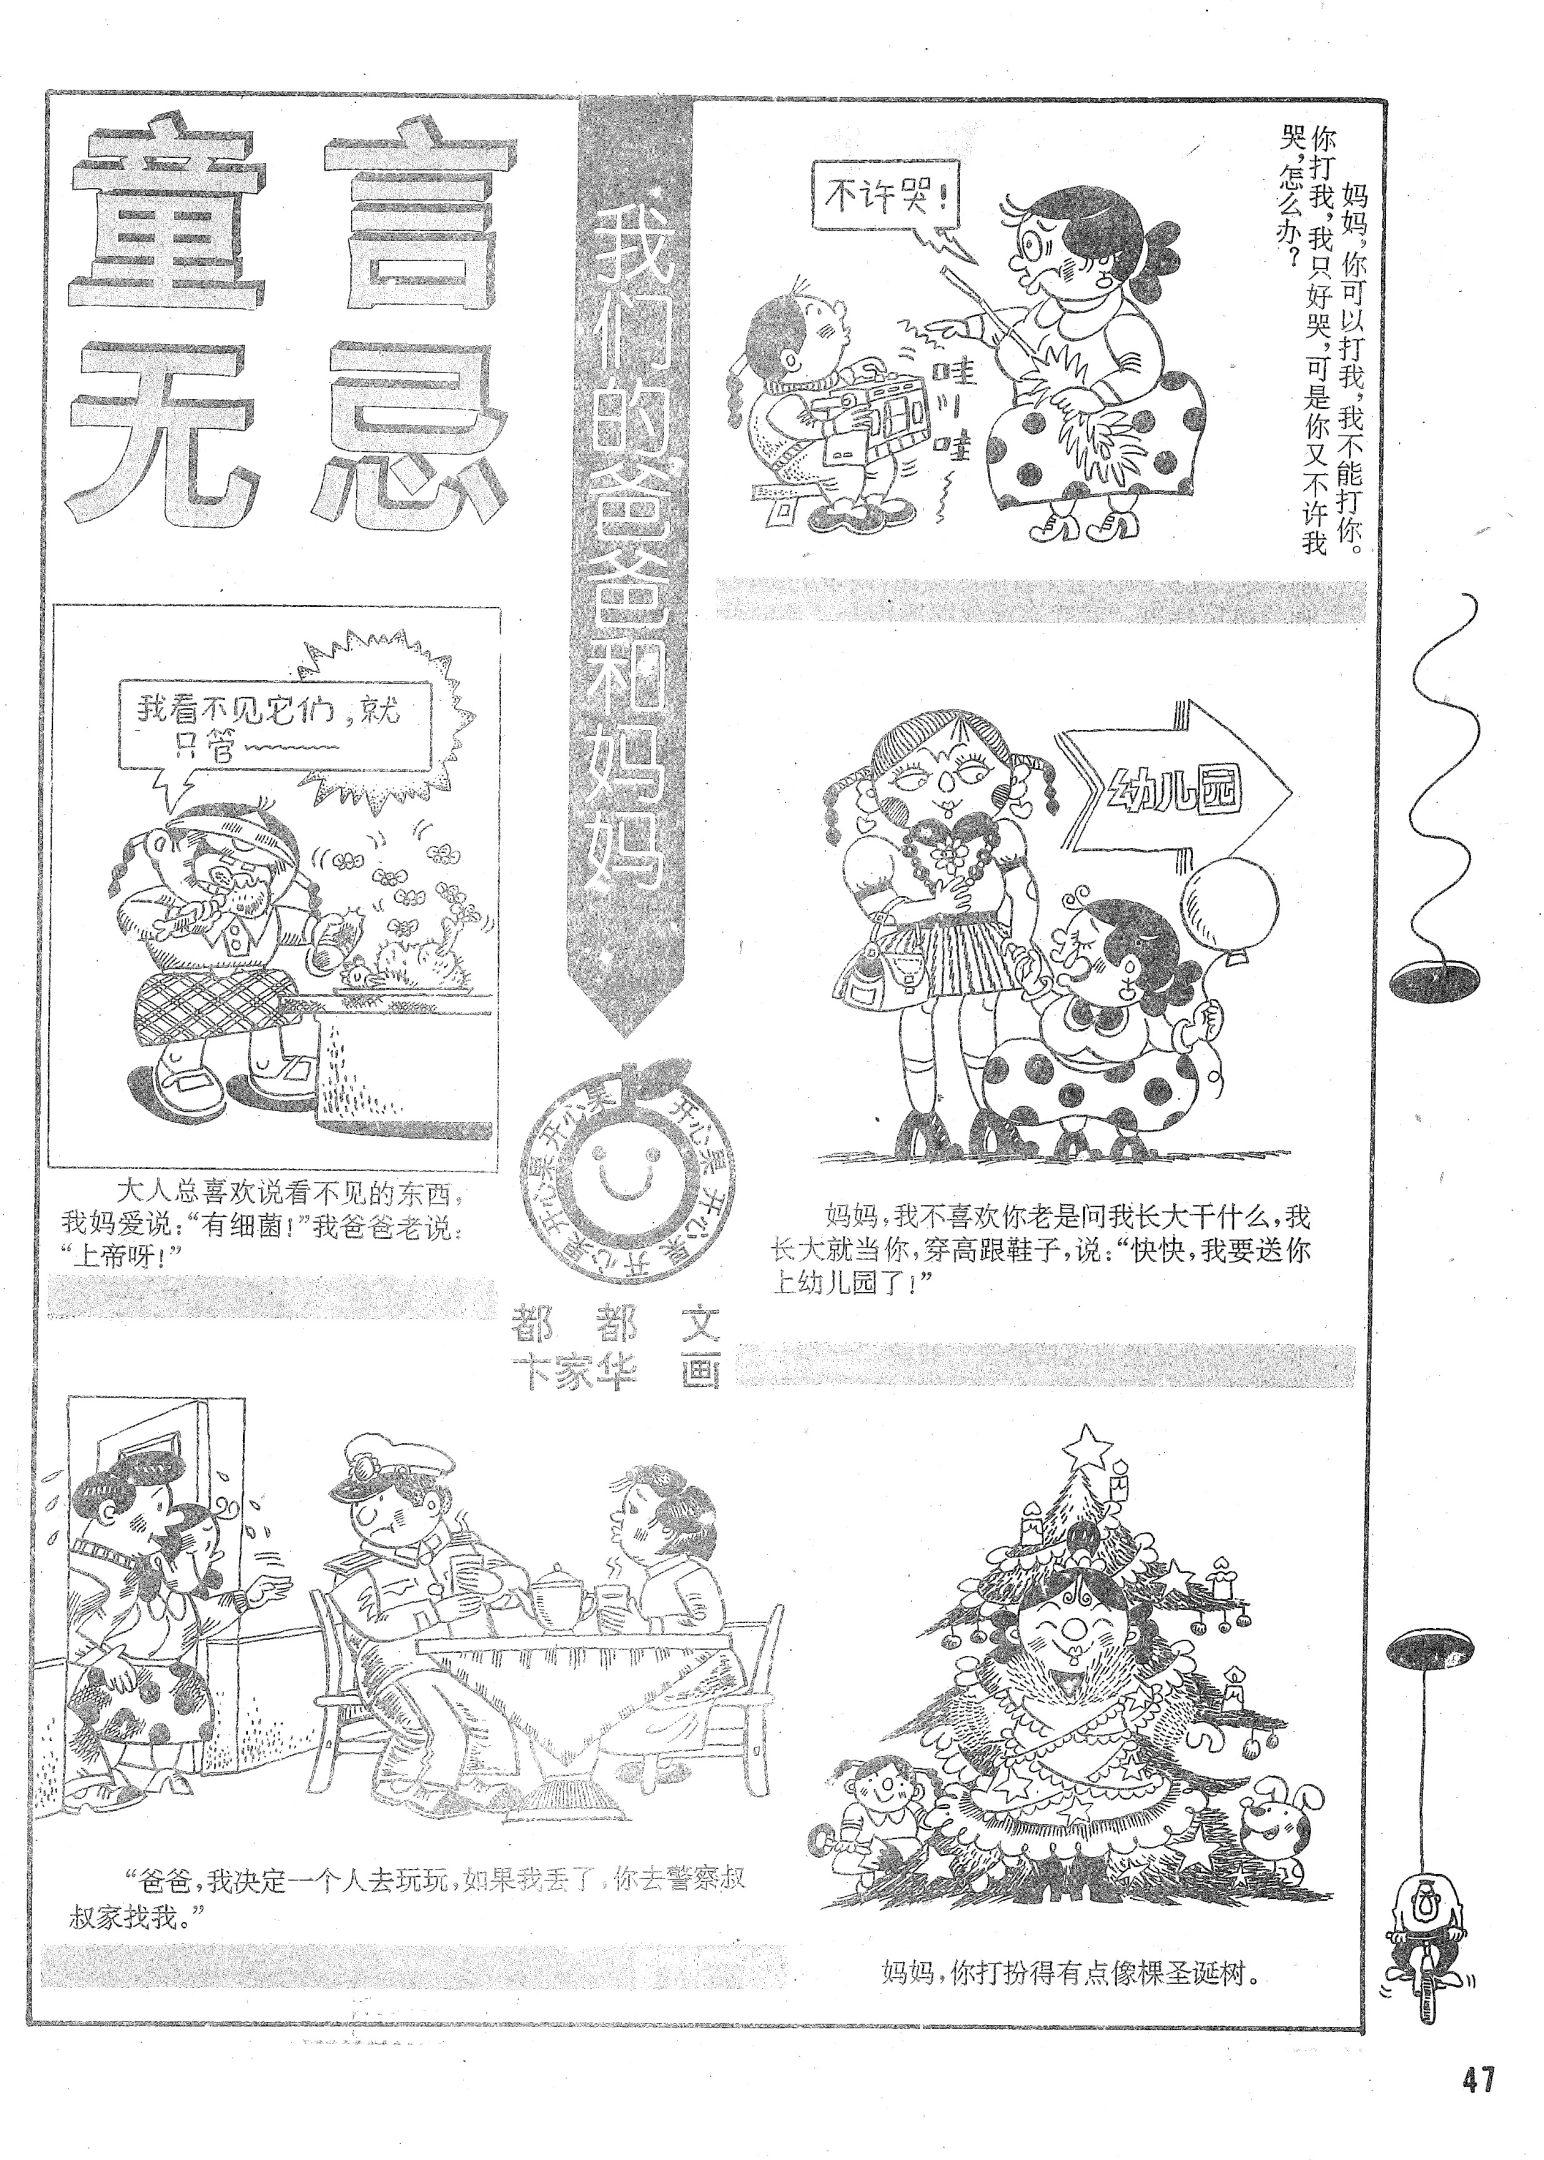 童言
无忌
我们的爸爸和妈妈
不许哭!
哇
哇
妈妈，你可以打我，我不能打你。
你打我，我只好哭，可是你又不许我
哭，怎么办？
我看不见它们，就
只管
大人总喜欢说看不见的东西，
我妈爱说：“有细菌！”我爸爸老说：
“上帝呀！”
幼儿园
妈妈，我不喜欢你老是问我长大干什么，我
长大就当你，穿高跟鞋子，说：“快快，我要送你
上幼儿园了！”
开心果 开心果 开心果 开心果 开心果
都都 文
卞家华 画
“爸爸，我决定一个人去玩玩，如果我丢了，你去警察叔
叔家找我。”
妈妈，你打扮得有点像棵圣诞树。
47